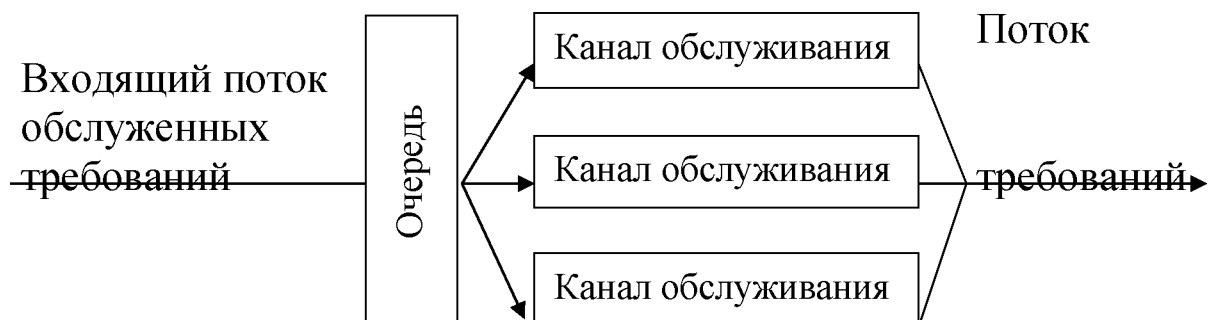 Входящий поток
обслуженных
требований
Очередь
Канал обслуживания
Канал обслуживания
Канал обслуживания
Поток
требований